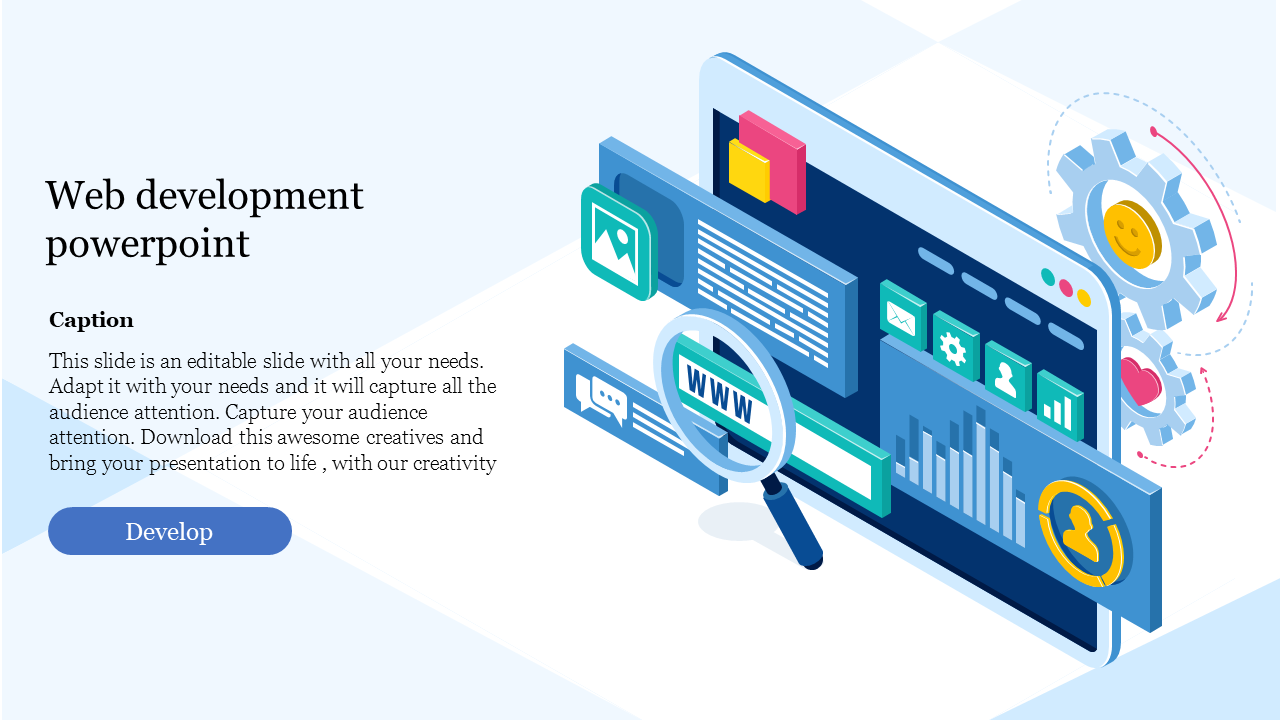 Web development
powerpoint
Caption
This slide is an editable slide with all your needs.
Adapt it with your needs and it will capture all the
audience attention. Capture your audience
attention. Download this awesome creatives and
bring your presentation to life , with our creativity
Develop
WWW